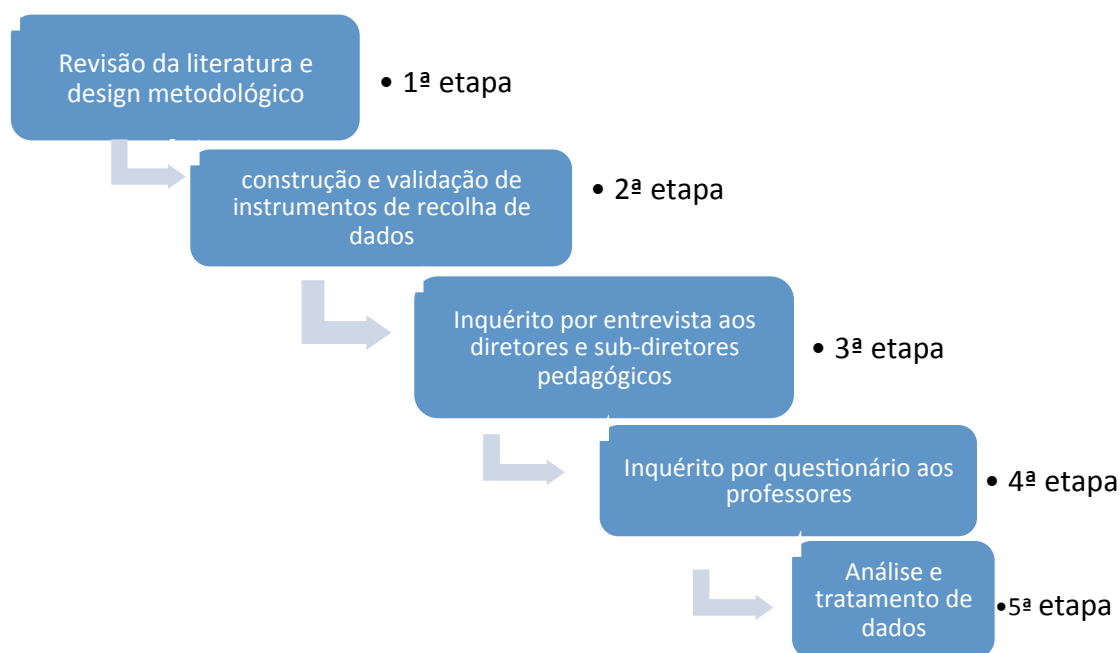 Revisão da literatura e
design metodológico
• 1ª etapa
construção e validação de
instrumentos de recolha de
dados
• 2ª etapa
Inquérito por entrevista aos
diretores e sub-diretores
pedagógicos
• 3ª etapa
Inquérito por questionário aos
professores
• 4ª etapa
Análise e
tratamento de
dados
•5ª etapa